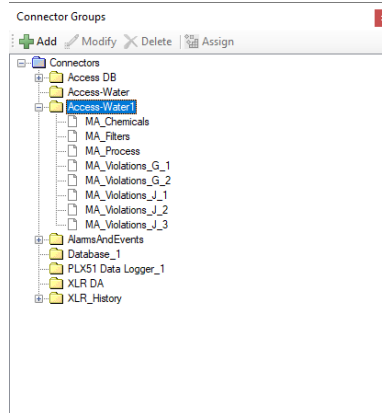 Connector Groups
Add Modify Delete Assign
Connectors
Access DB
Access-Water
Access-Water1
MA_Chemicals
MA_Filters
MA_Process
MA_Violations_G_1
MA_Violations_G_2
MA_Violations_J_1
MA_Violations_J_2
MA_Violations_J_3
AlarmsAndEvents
Database_1
PLX51 Data Logger_1
XLR DA
XLR_History